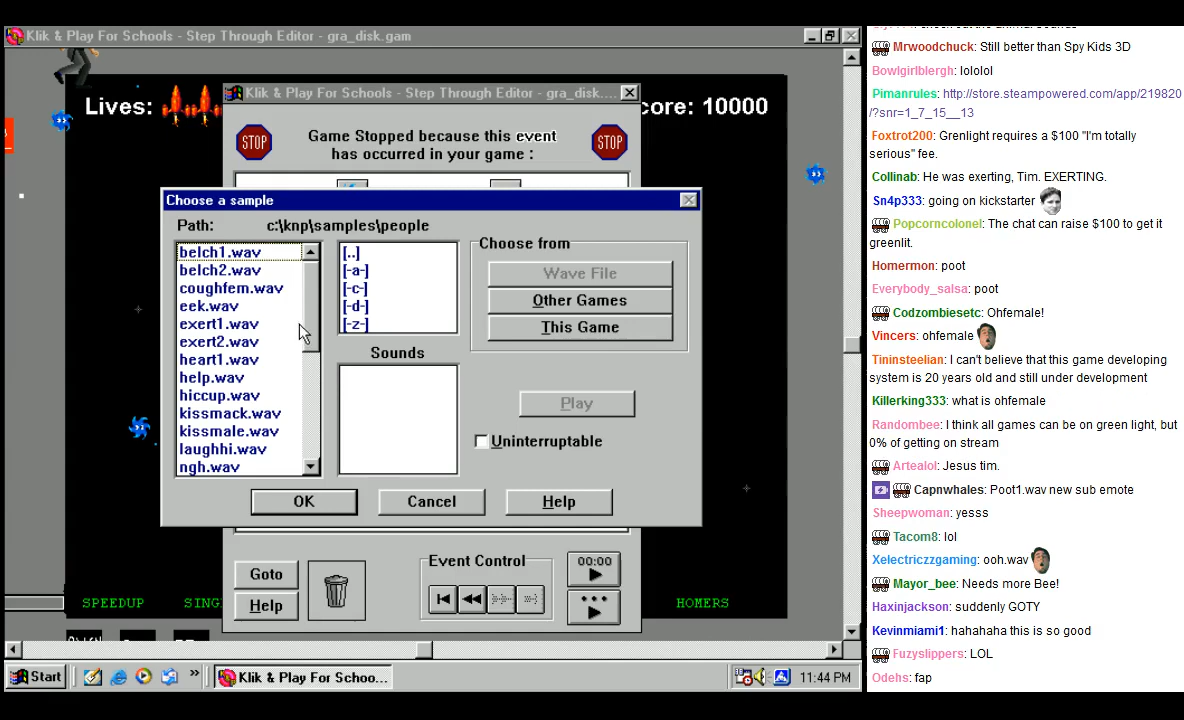 Klik & Play For Schools - Step Through Editor - gra_disk.gam
Lives:
Score: 10000
Klik & Play For Schools - Step Through Editor - gra_disk....
STOP
Game Stopped because this event
has occurred in your game :
STOP
Choose a sample
Path: c:\knp\samples\people
belch1.wav
belch2.wav
coughfem.wav
eek.wav
exert1.wav
exert2.wav
heart1.wav
help.wav
hiccup.wav
kissmack.wav
kissmale.wav
laughhi.wav
ngh.wav
[..]
[-a-]
[-c-]
[-d-]
[-z-]
Sounds
Choose from
Wave File
Other Games
This Game
Play
Uninterruptable
OK
Cancel
Help
Goto
Help
Event Control
00:00
SPEEDUP
SING
HOMERS
Start
»
Klik & Play For Schoo...
11:44 PM
Mrwoodchuck: Still better than Spy Kids 3D
Bowlgirlblergh: lololol
Pimanrules: http://store.steampowered.com/app/219820
/?snr=1_7_15__13
Foxtrot200: Grenlight requires a $100 "I'm totally
serious" fee.
Collinab: He was exerting, Tim. EXERTING.
Sn4p333: going on kickstarter
Popcorncolonel: The chat can raise $100 to get it
greenlit.
Homermon: poot
Everybody_salsa: poot
Codzombiesetc: Ohfemale!
Vincers: ohfemale
Tininsteelian: I can't believe that this game developing
system is 20 years old and still under development
Killerking333: what is ohfemale
Randombee: I think all games can be on green light, but
0% of getting on stream
Artealol: Jesus tim.
Capnwhales: Poot1.wav new sub emote
Sheepwoman: yesss
Tacom8: lol
Xelectriczzgaming: ooh.wav
Mayor_bee: Needs more Bee!
Haxinjackson: suddenly GOTY
Kevinmiami1: hahahaha this is so good
Fuzyslippers: LOL
Odehs: fap